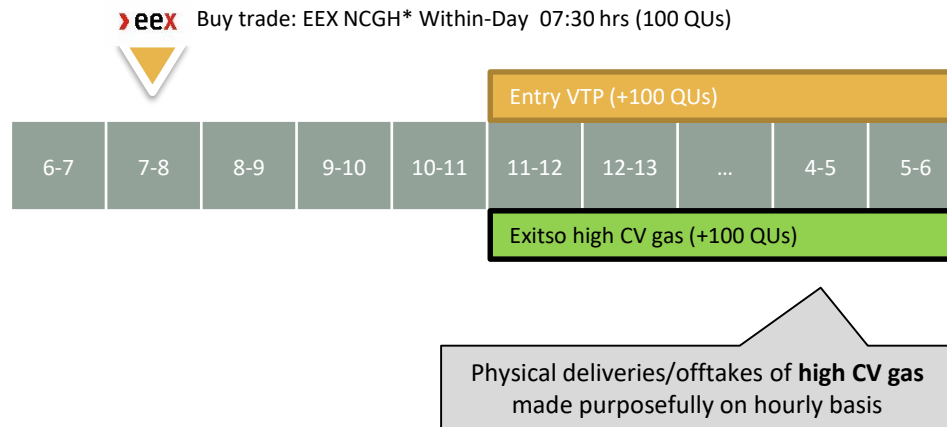 eex Buy trade: EEX NCGH* Within-Day 07:30 hrs (100 QUs)
Entry VTP (+100 QUs)
6-7 7-8 8-9 9-10 10-11 11-12 12-13 ... 4-5 5-6
Exitso high CV gas (+100 QUs)
Physical deliveries/offtakes of high CV gas
made purposefully on hourly basis